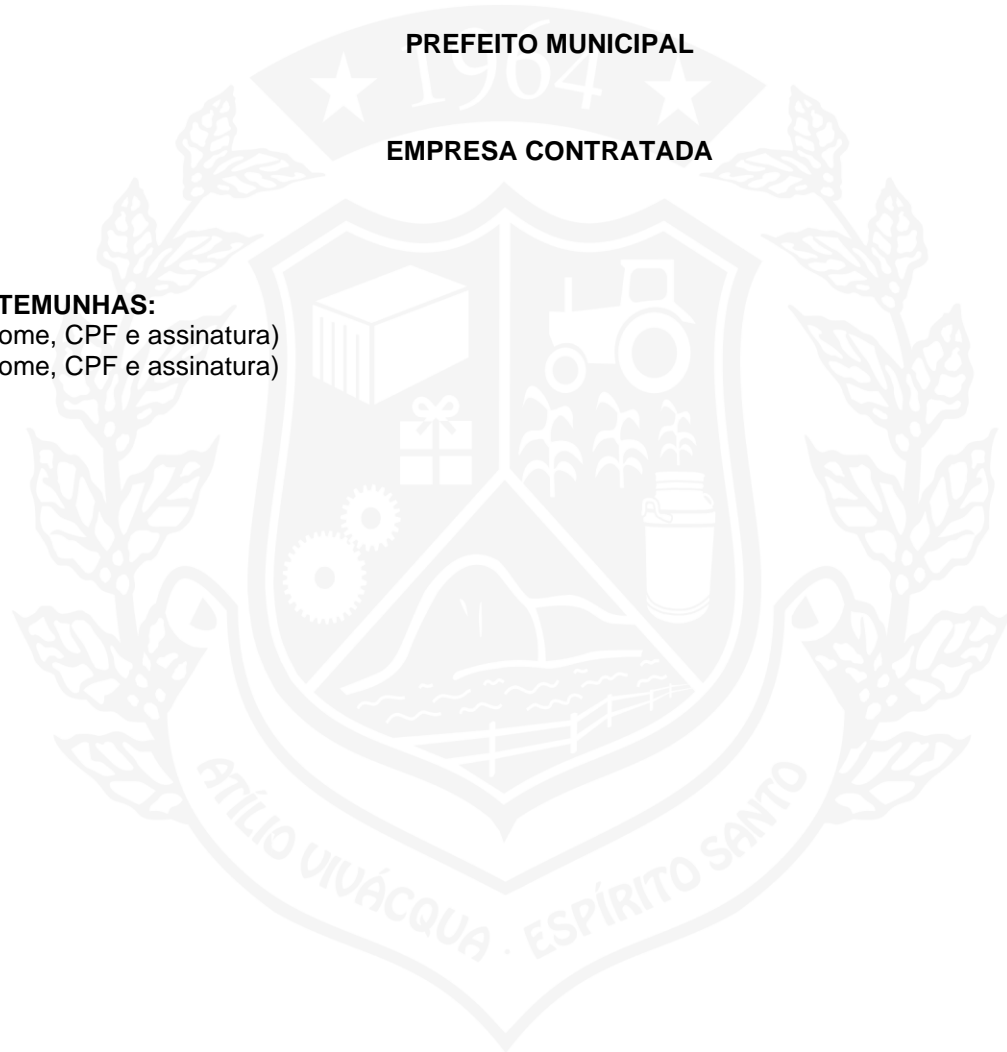 1964
PREFEITO MUNICIPAL
EMPRESA CONTRATADA
TEMUNHAS:
ome, CPF e assinatura)
ome, CPF e assinatura)
ATÍLIO VIVÁCQUA . ESPÍRITO SANTO